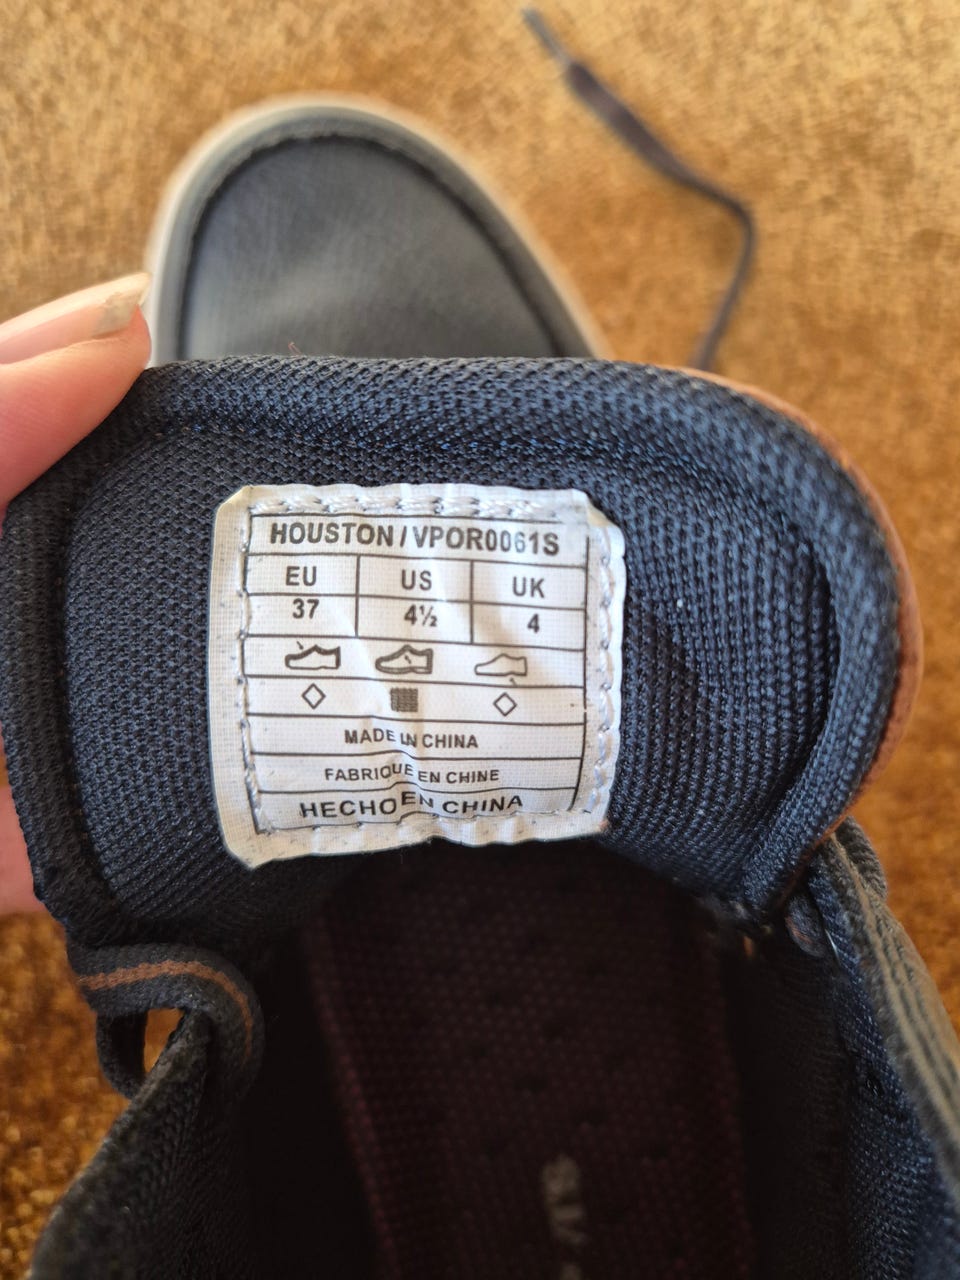 HOUSTON / VPOR0061S
EU US UK
37 4½ 4
MADE IN CHINA
FABRIQUE EN CHINE
HECHO EN CHINA